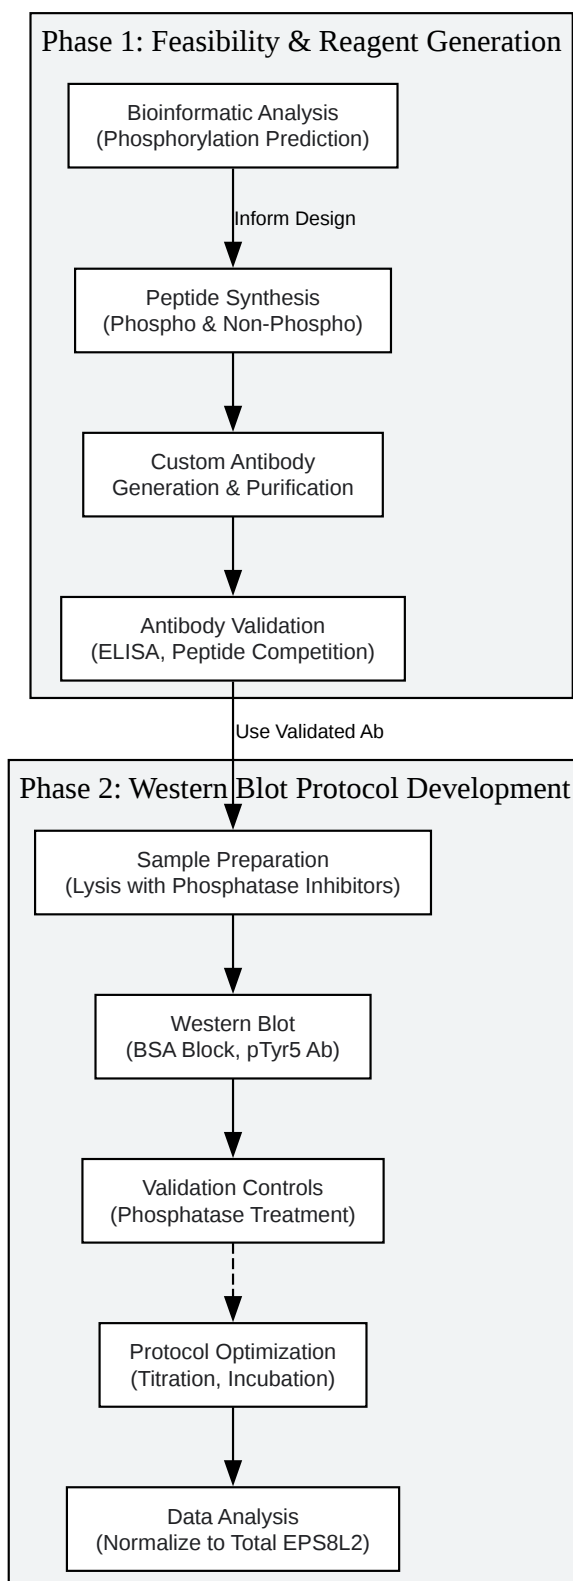 Phase 1: Feasibility & Reagent Generation
Bioinformatic Analysis
(Phosphorylation Prediction)
Inform Design
Peptide Synthesis
(Phospho & Non-Phospho)
Custom Antibody
Generation & Purification
Antibody Validation
(ELISA, Peptide Competition)
Use Validated Ab
Phase 2: Western Blot Protocol Development
Sample Preparation
(Lysis with Phosphatase Inhibitors)
Western Blot
(BSA Block, pTyr5 Ab)
Validation Controls
(Phosphatase Treatment)
Protocol Optimization
(Titration, Incubation)
Data Analysis
(Normalize to Total EPS8L2)